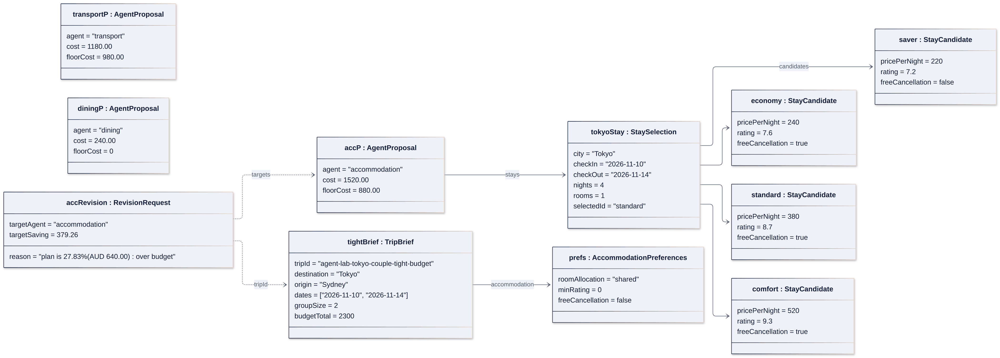 transportP : AgentProposal
agent = "transport"
cost = 1180.00
floorCost = 980.00
diningP : AgentProposal
agent = "dining"
cost = 240.00
floorCost = 0
accRevision : RevisionRequest
targetAgent = "accommodation"
targetSaving = 379.26
reason = "plan is 27.83%(AUD 640.00) : over budget"
targets
tripId
accP : AgentProposal
agent = "accommodation"
cost = 1520.00
floorCost = 880.00
tightBrief : TripBrief
tripId = "agent-lab-tokyo-couple-tight-budget"
destination = "Tokyo"
origin = "Sydney"
dates = ["2026-11-10", "2026-11-14"]
groupSize = 2
budgetTotal = 2300
stays
accommodation
tokyoStay : StaySelection
city = "Tokyo"
checkIn = "2026-11-10"
checkOut = "2026-11-14"
nights = 4
rooms = 1
selectedId = "standard"
prefs : AccommodationPreferences
roomAllocation = "shared"
minRating = 0
freeCancellation = false
candidates
saver : StayCandidate
pricePerNight = 220
rating = 7.2
freeCancellation = false
economy : StayCandidate
pricePerNight = 240
rating = 7.6
freeCancellation = true
standard : StayCandidate
pricePerNight = 380
rating = 8.7
freeCancellation = true
comfort : StayCandidate
pricePerNight = 520
rating = 9.3
freeCancellation = true